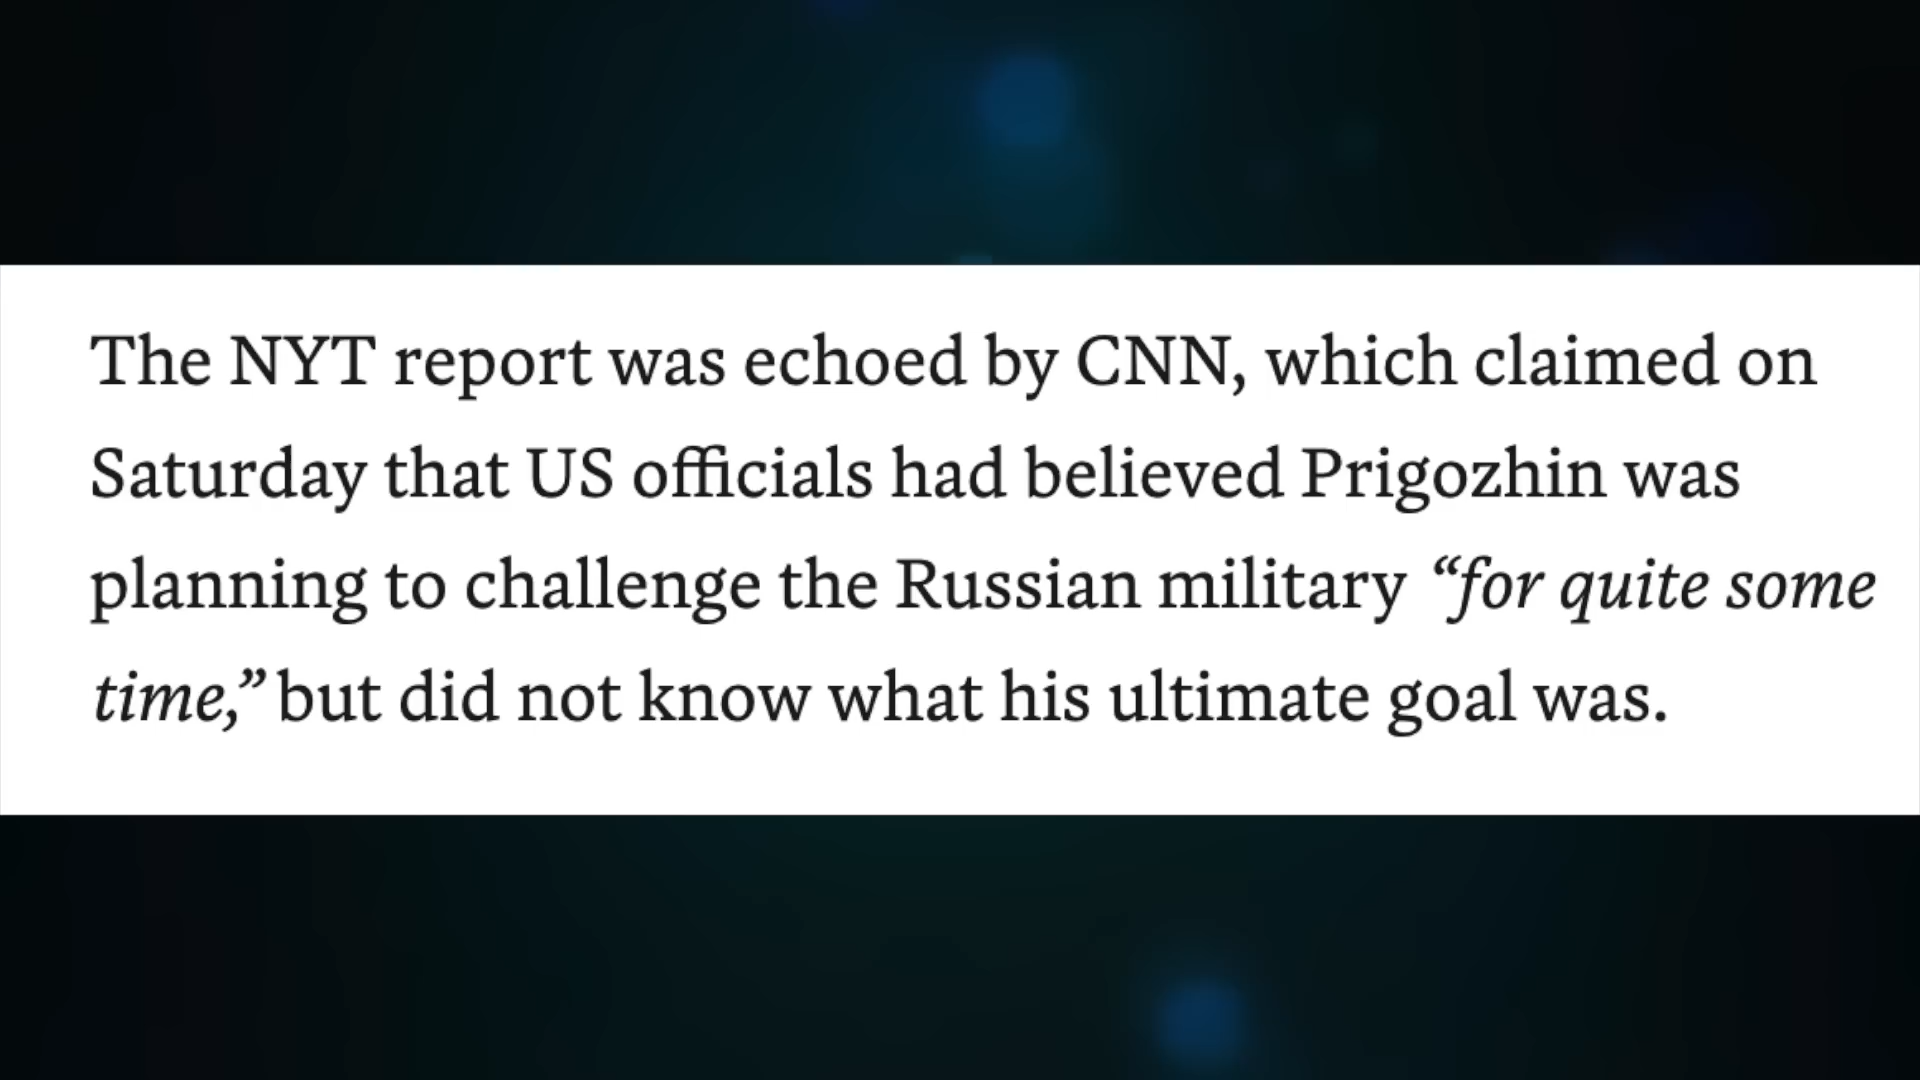 The NYT report was echoed by CNN, which claimed on
Saturday that US officials had believed Prigozhin was
planning to challenge the Russian military “for quite some
time,” but did not know what his ultimate goal was.